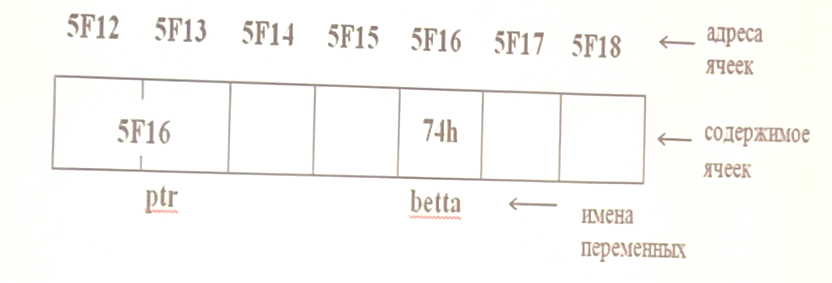 5F12 5F13 5F14 5F15 5F16 5F17 5F18 адреса
ячеек
5F16 74h содержимое
ячеек
ptr betta имена
переменных